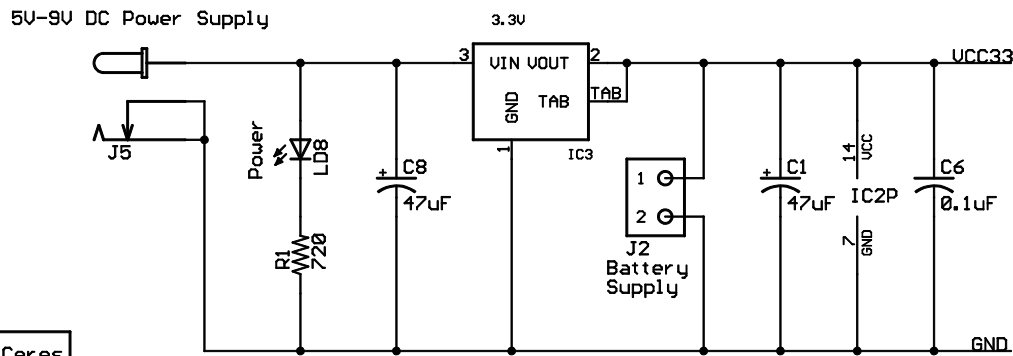 5V-9V DC Power Supply
3.3V
3
VIN VOUT
2
VCC33
GND
TAB
TAB
1
IC3
J5
Power
LD8
C8
+
47uF
1
2
J2
Battery
Supply
C1
+
47uF
14
VCC
IC2P
7
GND
C6
0.1uF
R1
720
GND
Ceres